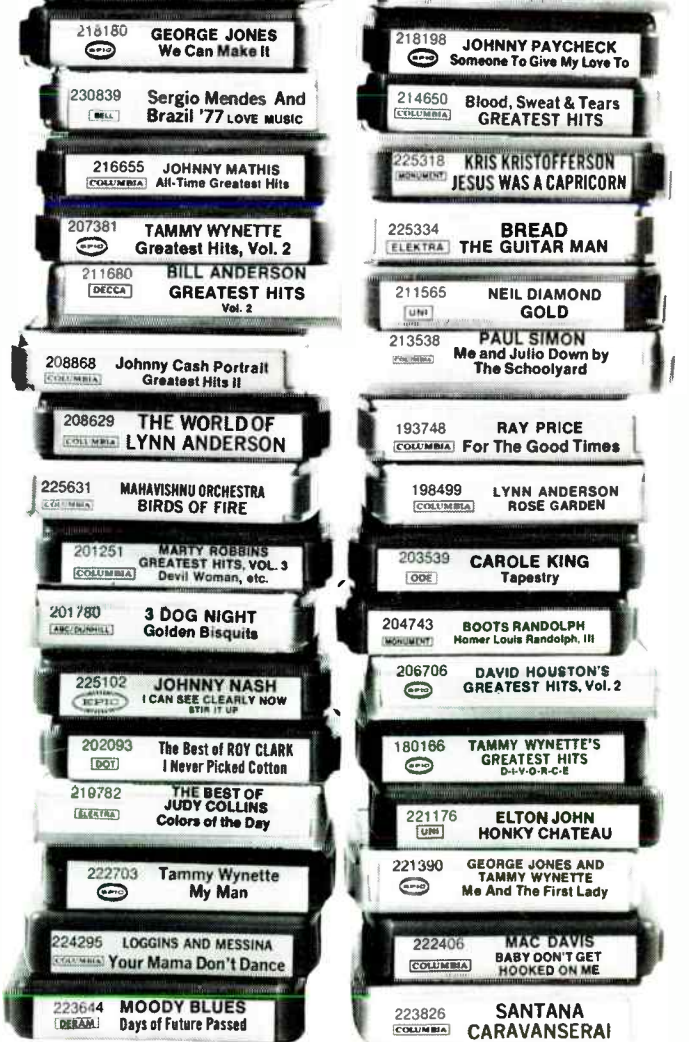 218180 GEORGE JONES
EPIC We Can Make It
230839 Sergio Mendes And
BELL Brazil '77 LOVE MUSIC
216655 JOHNNY MATHIS
COLUMBIA All-Time Greatest Hits
207381 TAMMY WYNETTE
EPIC Greatest Hits, Vol. 2
211680 BILL ANDERSON
DECCA GREATEST HITS
Vol. 2
208868 Johnny Cash Portrait
COLUMBIA Greatest Hits II
208629 THE WORLD OF
COLUMBIA LYNN ANDERSON
225631 MAHAVISHNU ORCHESTRA
COLUMBIA BIRDS OF FIRE
201251 MARTY ROBBINS
GREATEST HITS, VOL. 3
COLUMBIA Devil Woman, etc.
201780 3 DOG NIGHT
ABC/DUNHILL Golden Bisquits
225102 JOHNNY NASH
EPIC I CAN SEE CLEARLY NOW
STIR IT UP
202093 The Best of ROY CLARK
DOT I Never Picked Cotton
219782 THE BEST OF
JUDY COLLINS
ELEKTRA Colors of the Day
222703 Tammy Wynette
EPIC My Man
224295 LOGGINS AND MESSINA
COLUMBIA Your Mama Don't Dance
223644 MOODY BLUES
DERAM Days of Future Passed
218198 JOHNNY PAYCHECK
EPIC Someone To Give My Love To
214650 Blood, Sweat & Tears
COLUMBIA GREATEST HITS
225318 KRIS KRISTOFFERSON
MONUMENT JESUS WAS A CAPRICORN
225334 BREAD
ELEKTRA THE GUITAR MAN
211565 NEIL DIAMOND
UNI GOLD
213538 PAUL SIMON
COLUMBIA Me and Julio Down by
The Schoolyard
193748 RAY PRICE
COLUMBIA For The Good Times
198499 LYNN ANDERSON
COLUMBIA ROSE GARDEN
203539 CAROLE KING
ODE Tapestry
204743 BOOTS RANDOLPH
MONUMENT Homer Louis Randolph, III
206706 DAVID HOUSTON'S
EPIC GREATEST HITS, Vol. 2
180166 TAMMY WYNETTE'S
EPIC GREATEST HITS
D-I-V-O-R-C-E
221176 ELTON JOHN
UNI HONKY CHATEAU
221390 GEORGE JONES AND
TAMMY WYNETTE
EPIC Me And The First Lady
222406 MAC DAVIS
COLUMBIA BABY DON'T GET
HOOKED ON ME
223826 SANTANA
COLUMBIA CARAVANSERAI